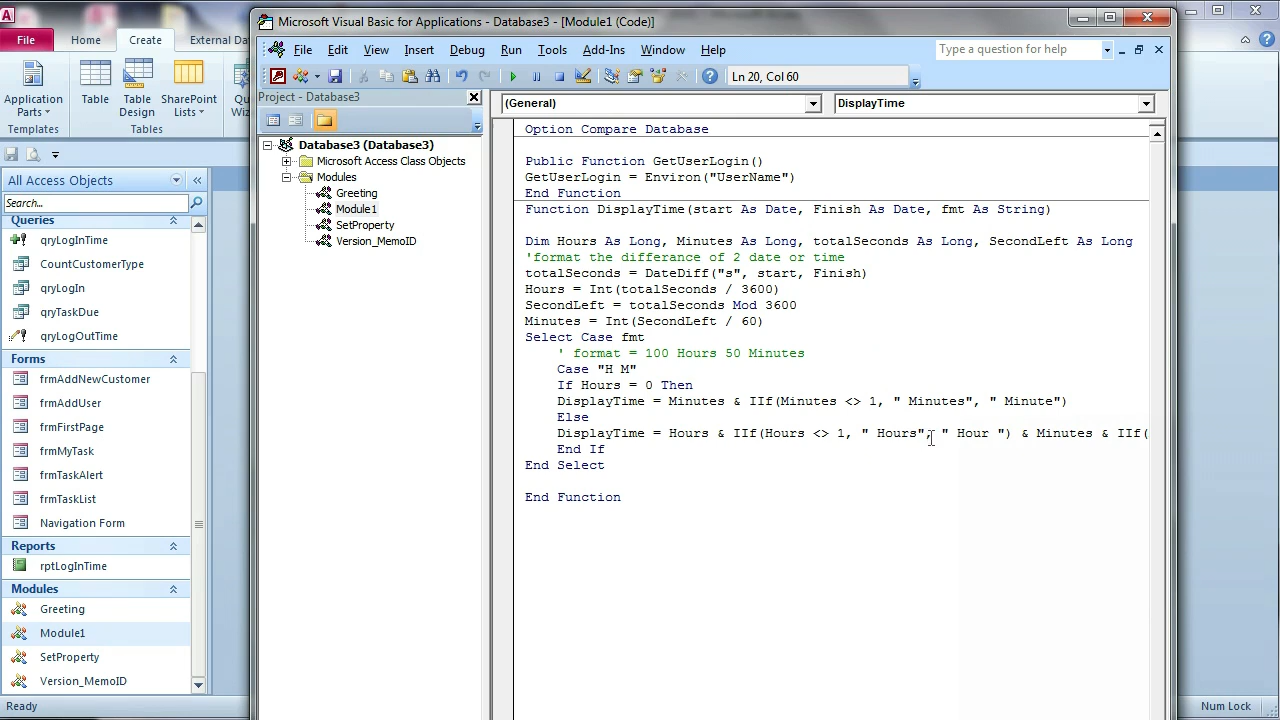 Microsoft Visual Basic for Applications - Database3 - [Module1 (Code)]
File
Home
Create
External Da
Application
Parts
Templates
Table
Table
Design
SharePoint
Lists
Tables
Qu
Wiz
All Access Objects
Search...
Queries
qryLogInTime
CountCustomerType
qryLogIn
qryTaskDue
qryLogOutTime
Forms
frmAddNewCustomer
frmAddUser
frmFirstPage
frmMyTask
frmTaskAlert
frmTaskList
Navigation Form
Reports
rptLogInTime
Modules
Greeting
Module1
SetProperty
Version_MemoID
Ready
Num Lock
File Edit View Insert Debug Run Tools Add-Ins Window Help
Type question for help
Ln 20, Col 60
Project - Database3
Database3 (Database3)
Microsoft Access Class Objects
Modules
Greeting
Module1
SetProperty
Version_MemoID
(General)
DisplayTime
Option Compare Database
Public Function GetUserLogin()
GetUserLogin = Environ("UserName")
End Function
Function DisplayTime(start As Date, Finish As Date, fmt As String)
Dim Hours As Long, Minutes As Long, totalSeconds As Long, SecondLeft As Long
'format the differance of 2 date or time
totalSeconds = DateDiff("s", start, Finish)
Hours = Int(totalSeconds / 3600)
SecondLeft = totalSeconds Mod 3600
Minutes = Int(SecondLeft / 60)
Select Case fmt
' format = 100 Hours 50 Minutes
Case "H M"
If Hours = 0 Then
DisplayTime = Minutes & IIf(Minutes <> 1, " Minutes", " Minute")
Else
DisplayTime = Hours & IIf(Hours <> 1, " Hours", " Hour ") & Minutes & IIf(
End If
End Select
End Function